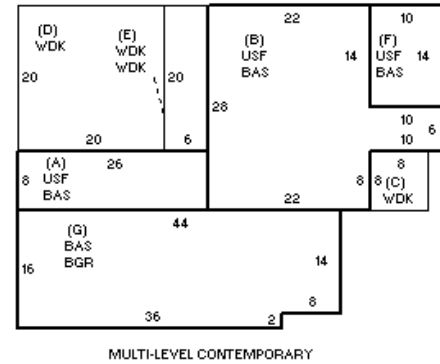 22
10
(D)
WDK
(E)
WDK
WDK
(B)
USF
BAS
14
(F)
USF
BAS
14
20
20
28
10
6
10
20
6
(A)
USF
BAS
26
8
8
8
8
(C)
WDK
22
44
(G)
BAS
BGR
16
14
8
36
2
MULTI-LEVEL CONTEMPORARY